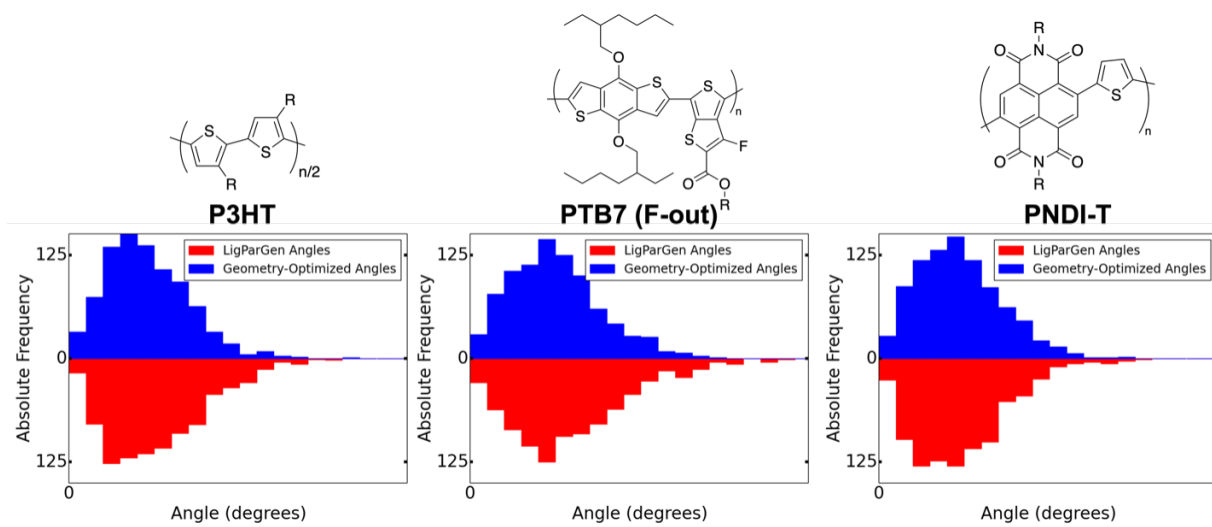 R
S
S
R
n/2
P3HT
O
S
S
O
S
n
S
F
O
O
R
PTB7 (F-out)
R
O
N
O
S
n
O
N
O
R
PNDI-T
Absolute Frequency
125
0
125
0
Angle (degrees)
LigParGen Angles
Geometry-Optimized Angles
Absolute Frequency
125
0
125
0
Angle (degrees)
LigParGen Angles
Geometry-Optimized Angles
Absolute Frequency
125
0
125
0
Angle (degrees)
LigParGen Angles
Geometry-Optimized Angles